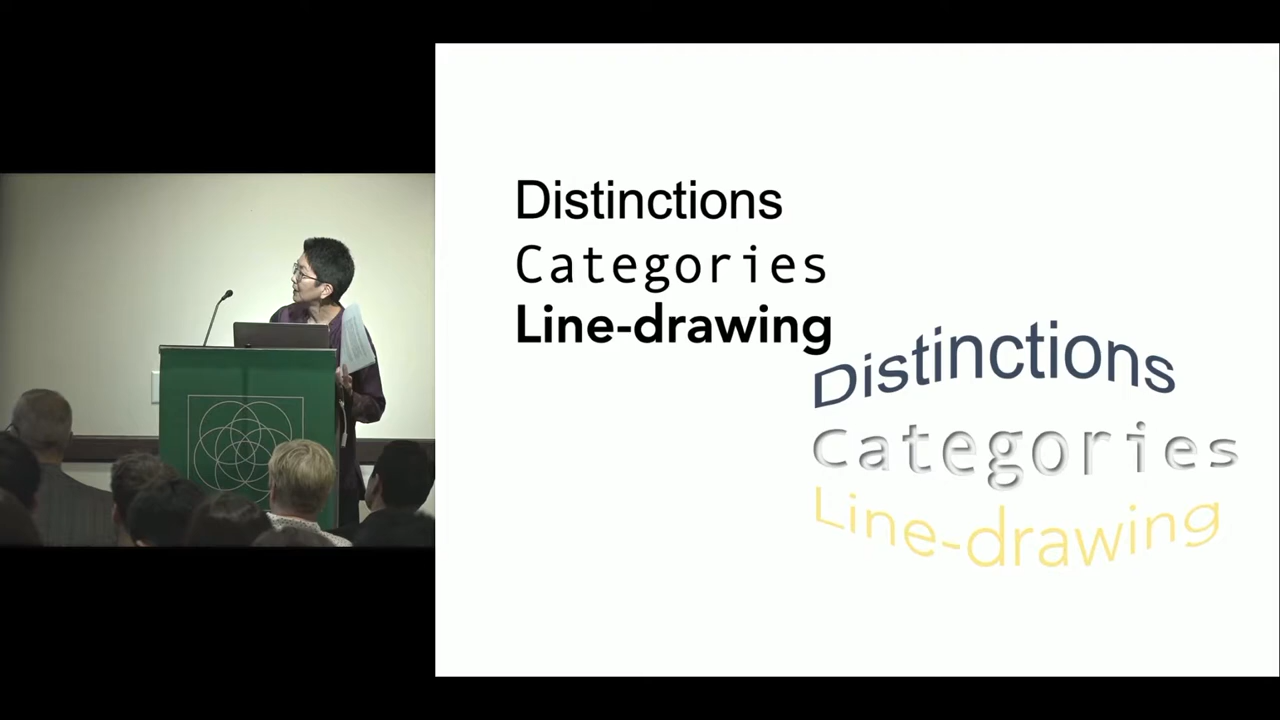 Distinctions
Categories
Line-drawing
Distinctions
Categories
Line-drawing